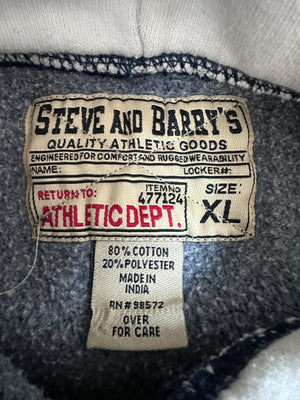 STEVE AND BARRY'S
QUALITY ATHLETIC GOODS
ENGINEERED FOR COMFORT AND RUGGED WEARABILITY
NAME: LOCKER#:
RETURN TO: ITEM NO SIZE:
477124
ATHLETIC DEPT. XL
80% COTTON
20% POLYESTER
MADE IN
INDIA
RN# 98572
OVER
FOR CARE